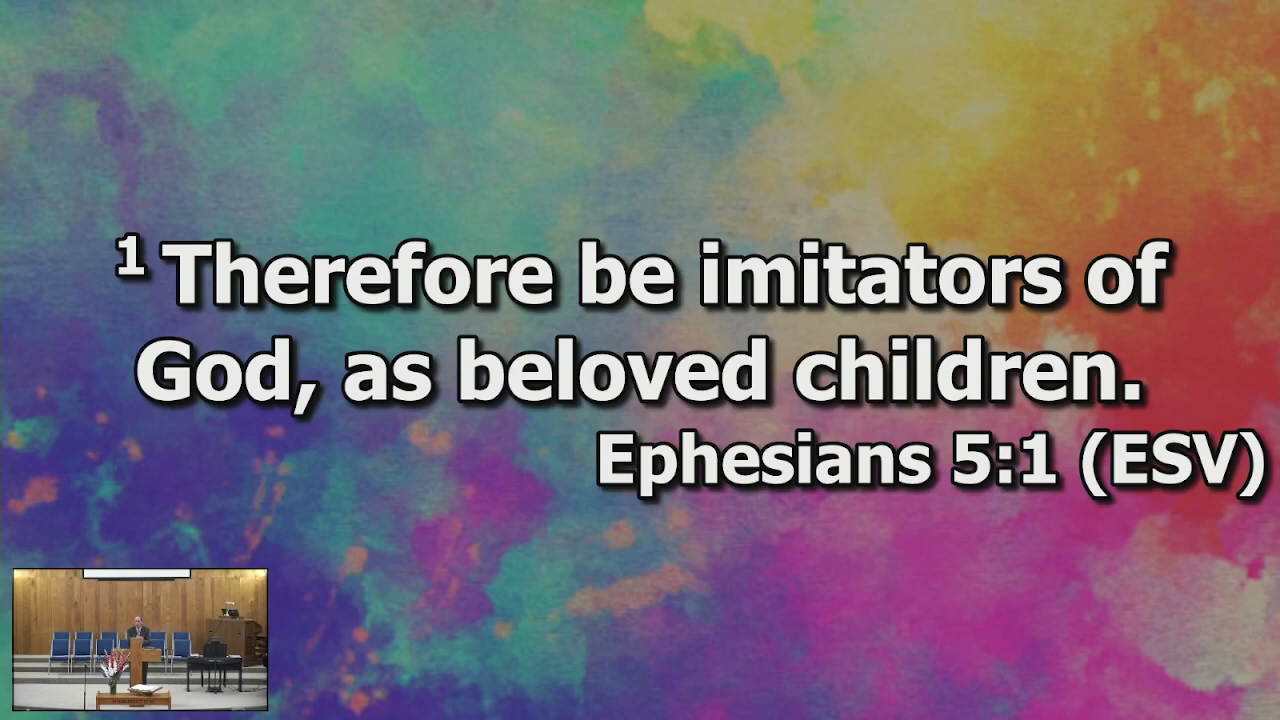 1 Therefore be imitators of
God, as beloved children.
Ephesians 5:1 (ESV)